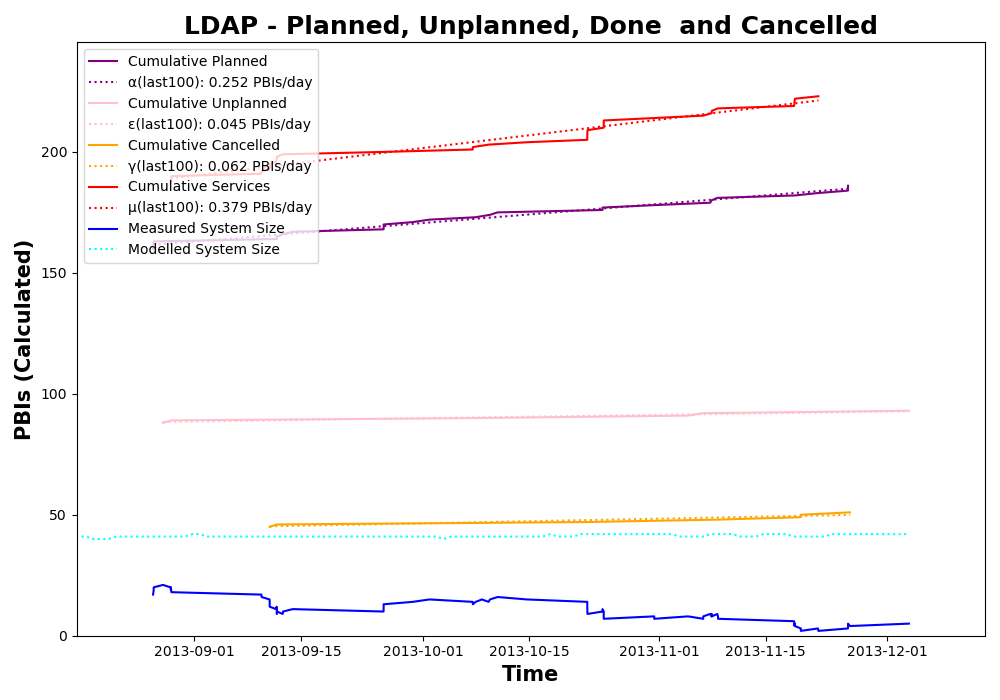 LDAP - Planned, Unplanned, Done  and Cancelled
Cumulative Planned
α(last100): 0.252 PBIs/day
Cumulative Unplanned
ε(last100): 0.045 PBIs/day
Cumulative Cancelled
γ(last100): 0.062 PBIs/day
Cumulative Services
μ(last100): 0.379 PBIs/day
Measured System Size
Modelled System Size
PBIs (Calculated)
200
150
100
50
0
2013-09-01 2013-09-15 2013-10-01 2013-10-15 2013-11-01 2013-11-15 2013-12-01
Time